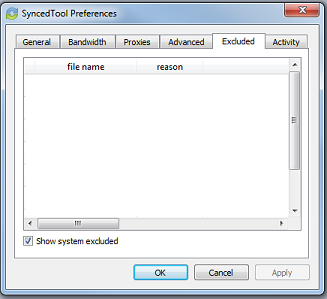 SyncedTool Preferences
General Bandwidth Proxies Advanced Excluded Activity
file name reason
Show system excluded
OK Cancel Apply